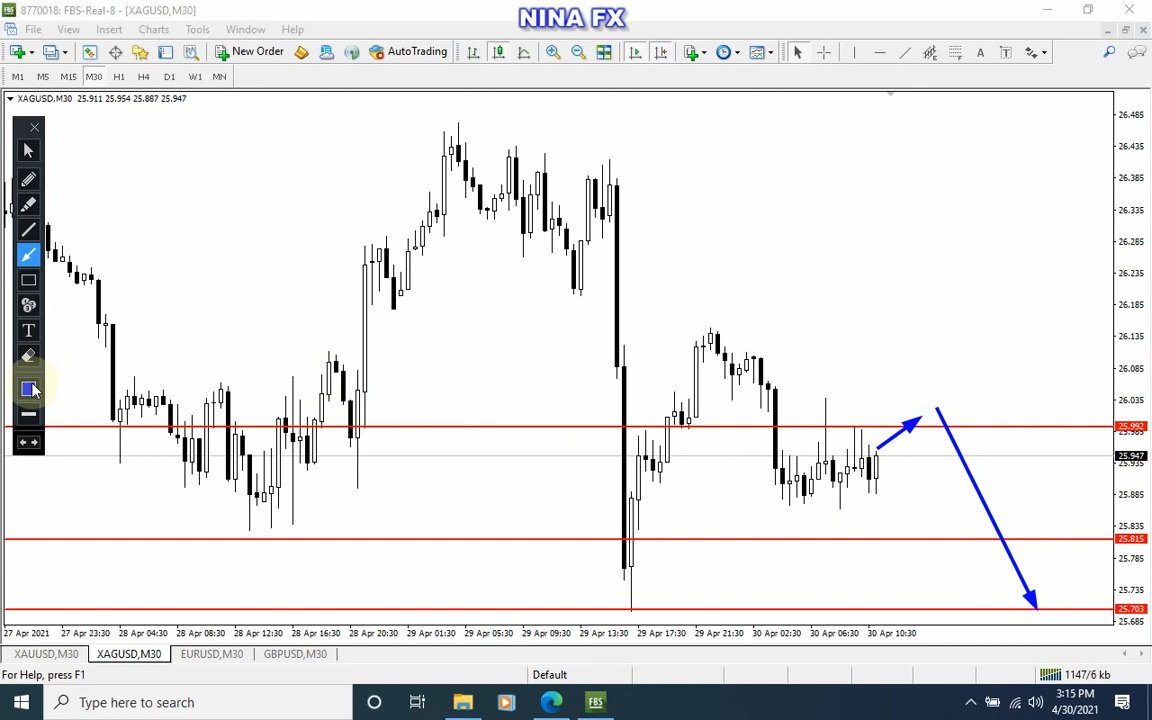 8770018: FBS-Real-8 - [XAGUSD,M30]
NINA FX
File View Insert Charts Tools Window Help
New Order AutoTrading
M1 M5 M15 M30 H1 H4 D1 W1 MN
XAGUSD,M30 25.911 25.954 25.887 25.947
26.485
26.435
26.385
26.335
26.285
26.235
26.185
26.135
26.085
26.035
25.992
25.947
25.935
25.885
25.835
25.815
25.785
25.735
25.703
25.685
27 Apr 2021 27 Apr 23:30 28 Apr 04:30 28 Apr 08:30 28 Apr 12:30 28 Apr 16:30 28 Apr 20:30 29 Apr 01:30 29 Apr 05:30 29 Apr 09:30 29 Apr 13:30 29 Apr 17:30 29 Apr 21:30 30 Apr 02:30 30 Apr 06:30 30 Apr 10:30
XAUUSD,M30 XAGUSD,M30 EURUSD,M30 GBPUSD,M30
For Help, press F1 Default 1147/6 kb
Type here to search FBS
3:15 PM
4/30/2021